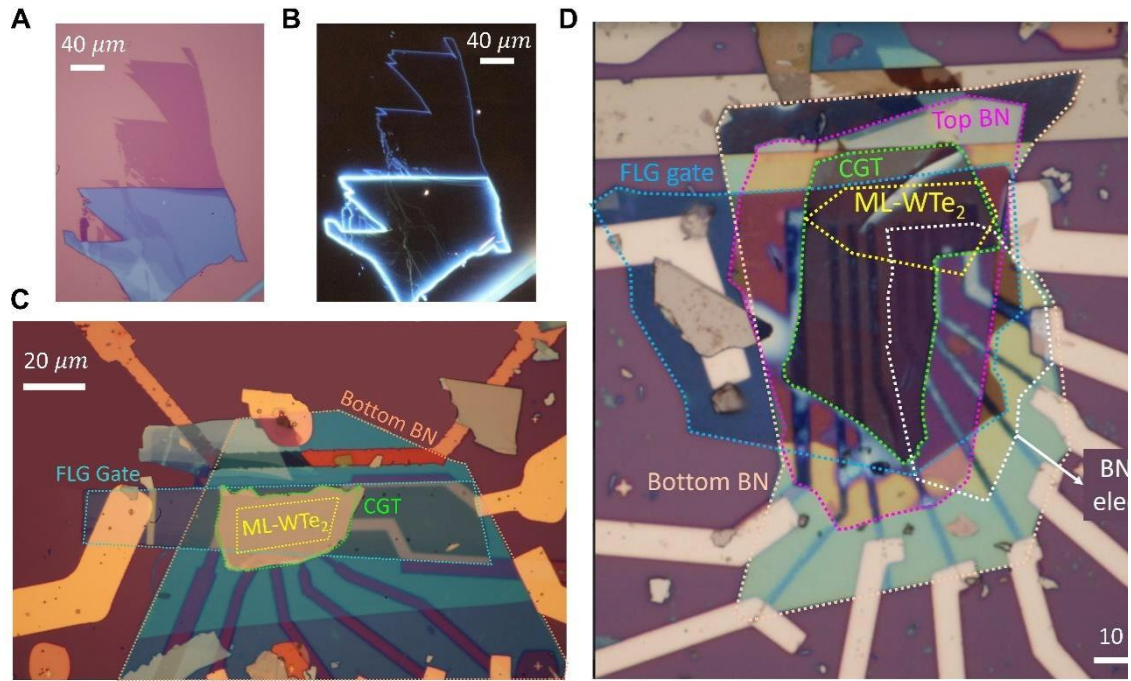 A
40 μm
B
40 μm
C
20 μm
Bottom BN
FLG Gate
CGT
ML-WTe₂
D
Top BN
CGT
FLG gate
ML-WTe₂
Bottom BN
BN
10